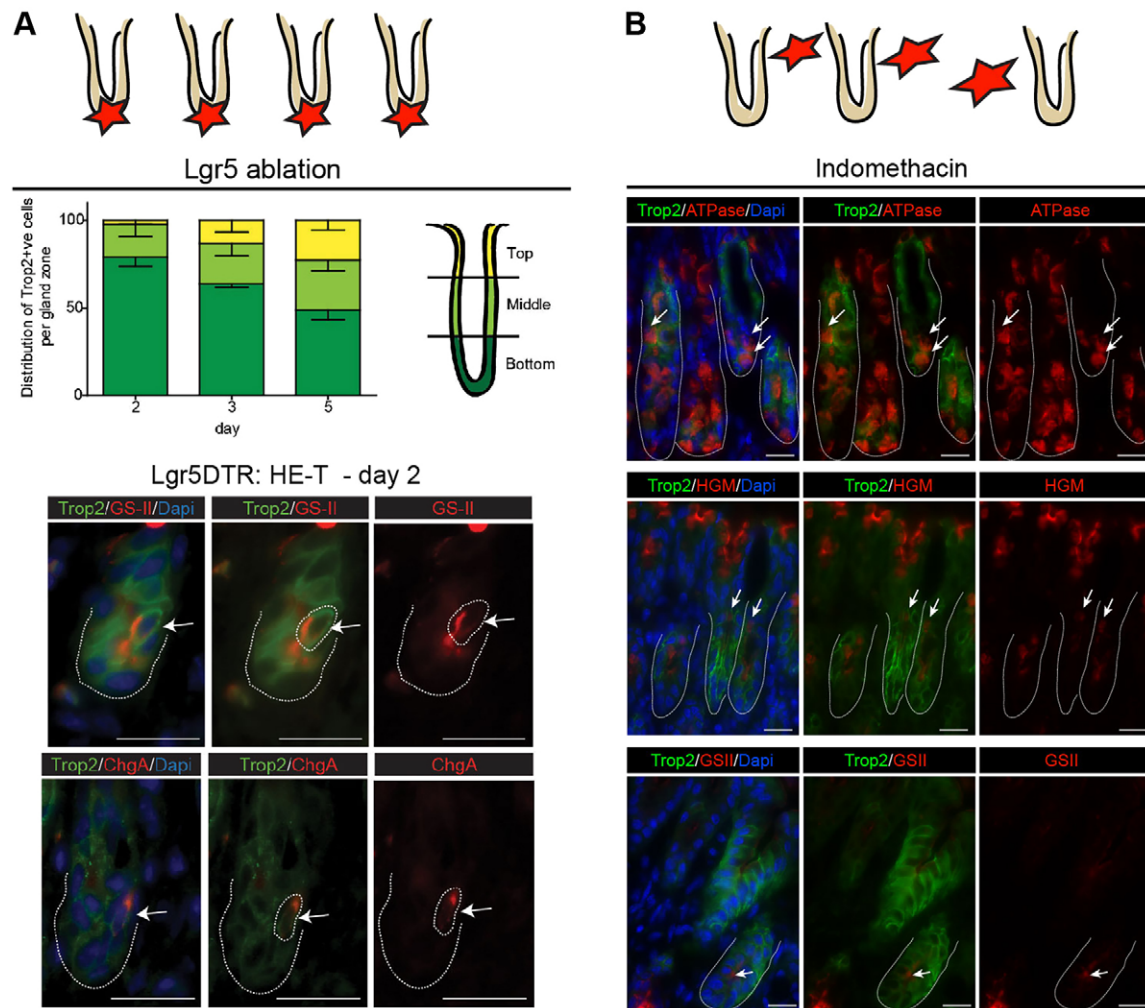 A
Lgr5 ablation
Distribution of Trop2+ve cells
per gland zone
100
50
0
2
3
5
day
Top
Middle
Bottom
Lgr5DTR: HE-T - day 2
Trop2/GS-II/Dapi
Trop2/GS-II
GS-II
Trop2/ChgA/Dapi
Trop2/ChgA
ChgA
B
Indomethacin
Trop2/ATPase/Dapi
Trop2/ATPase
ATPase
Trop2/HGM/Dapi
Trop2/HGM
HGM
Trop2/GSII/Dapi
Trop2/GSII
GSII